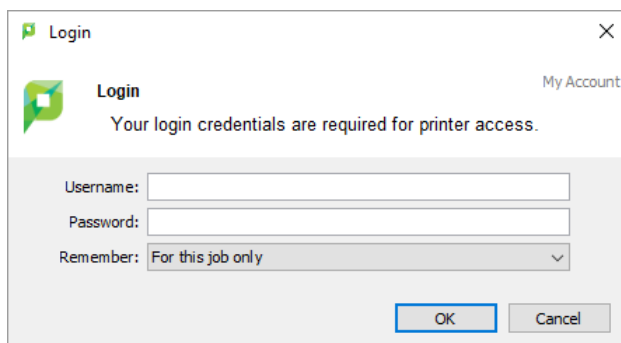 Login
My Account
Login
Your login credentials are required for printer access.
Username:
Password:
Remember: For this job only
OK Cancel